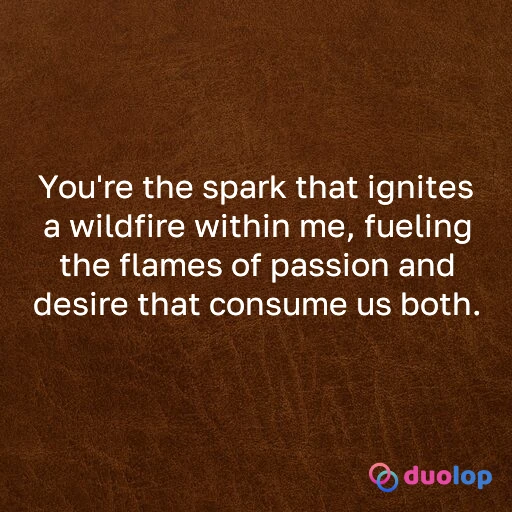 You're the spark that ignites
a wildfire within me, fueling
the flames of passion and
desire that consume us both.
duolop